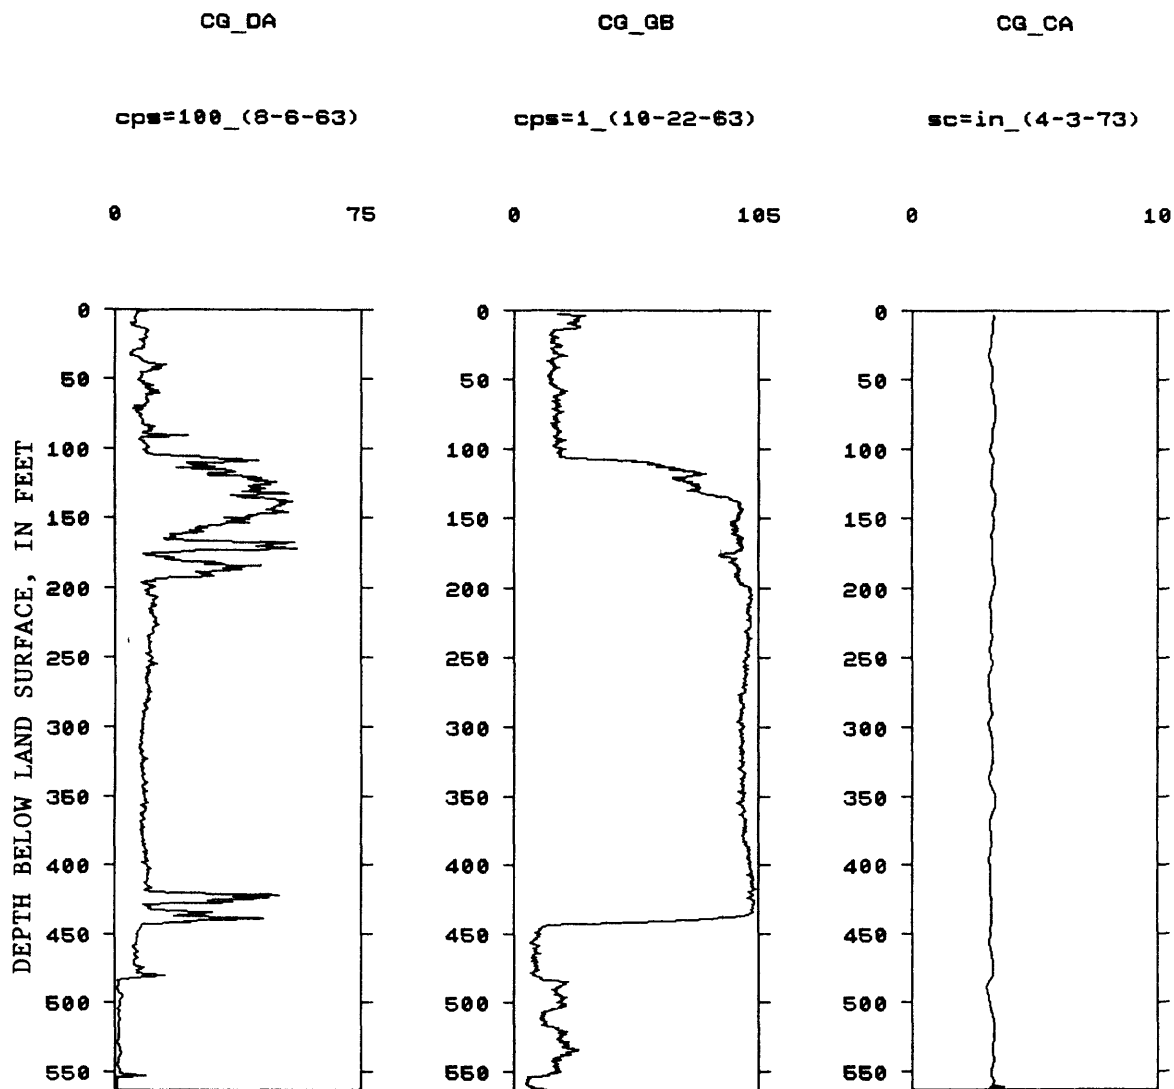 CG_DA CG_GB CG_CA
cps=100_(8-6-63) cps=1_(10-22-63) sc=in_(4-3-73)
0 75 0 105 0 10
DEPTH BELOW LAND SURFACE, IN FEET
0 0 0
50 50 50
100 100 100
150 150 150
200 200 200
250 250 250
300 300 300
350 350 350
400 400 400
450 450 450
500 500 500
550 550 550